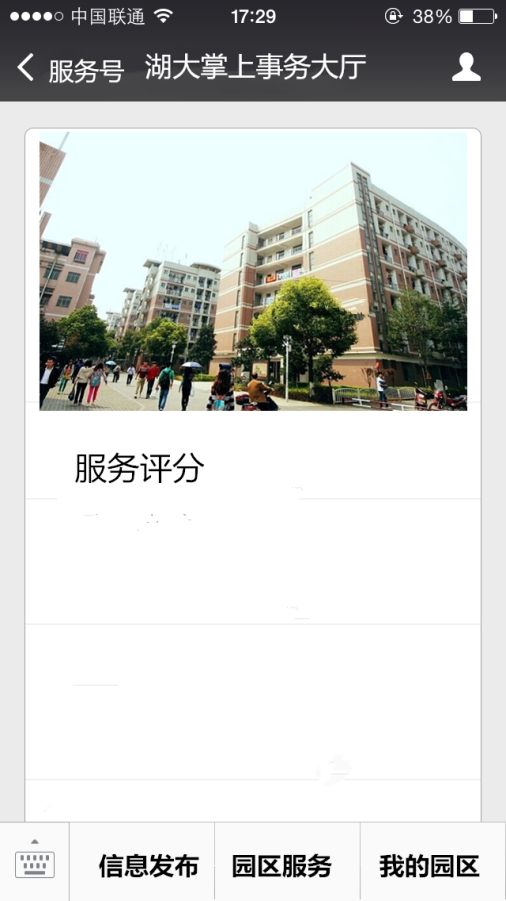 中国联通 17:29 38%
服务号 湖大掌上事务大厅
服务评分
信息发布 园区服务 我的园区